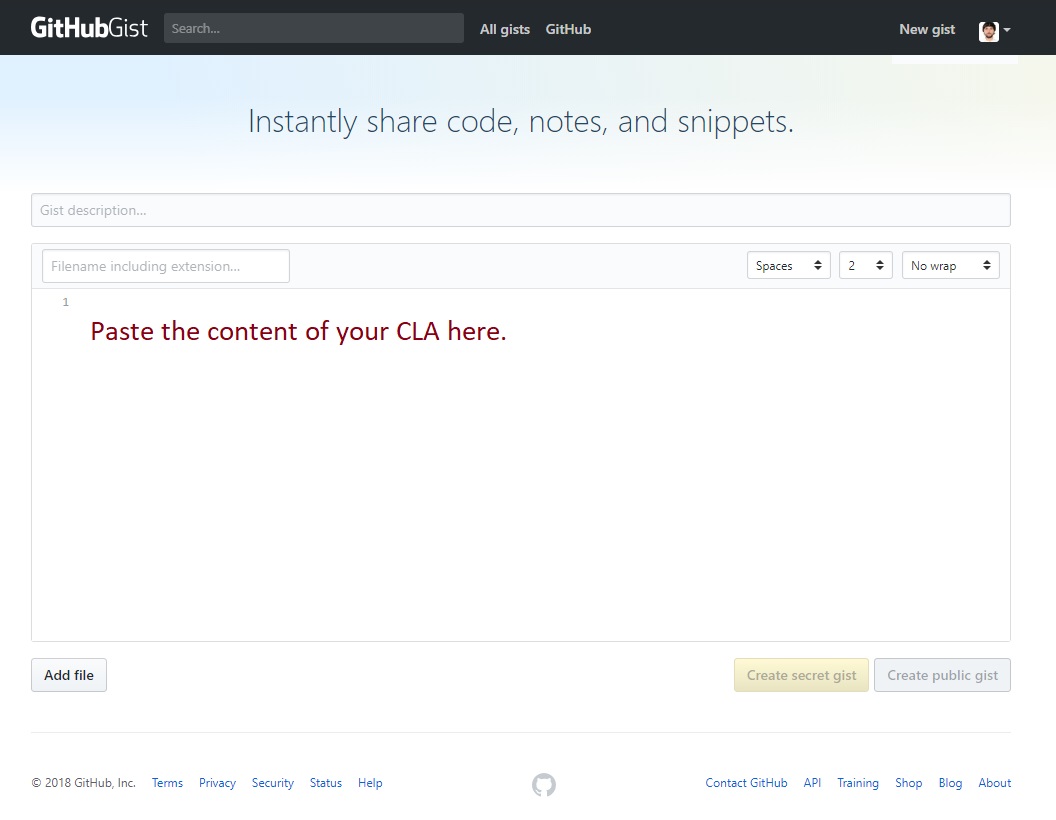 GitHubGist Search... All gists GitHub New gist
Instantly share code, notes, and snippets.
Gist description...
Filename including extension... Spaces 2 No wrap
1
Paste the content of your CLA here.
Add file Create secret gist Create public gist
© 2018 GitHub, Inc. Terms Privacy Security Status Help Contact GitHub API Training Shop Blog About